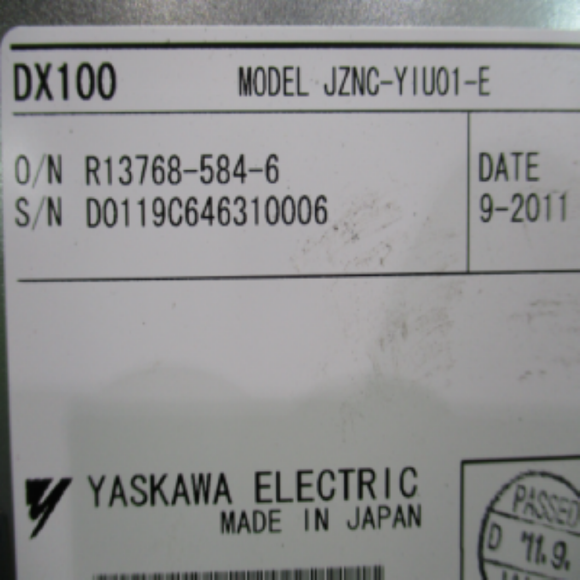 DX100 MODEL JZNC-YIU01-E
O/N R13768-584-6 DATE
S/N D0119C646310006 9-2011
YASKAWA ELECTRIC
MADE IN JAPAN
PASSED
D '11.9.